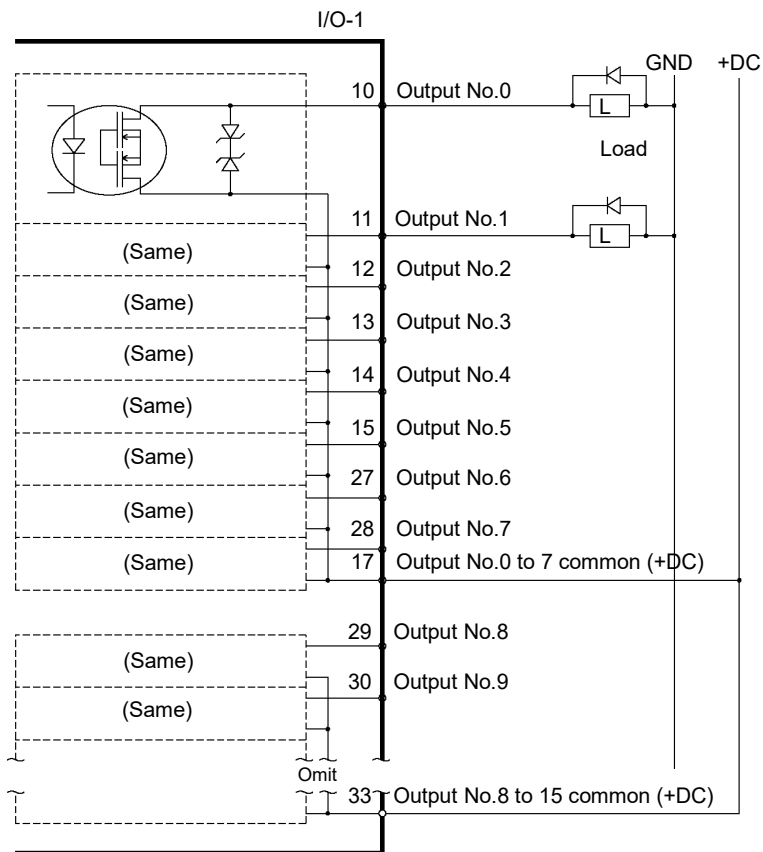 I/O-1
GND +DC
10 Output No.0
L
Load
11 Output No.1
L
(Same)
12 Output No.2
(Same)
13 Output No.3
(Same)
14 Output No.4
(Same)
15 Output No.5
(Same)
27 Output No.6
(Same)
28 Output No.7
(Same)
17 Output No.0 to 7 common (+DC)
29 Output No.8
(Same)
30 Output No.9
(Same)
Omit
33 Output No.8 to 15 common (+DC)